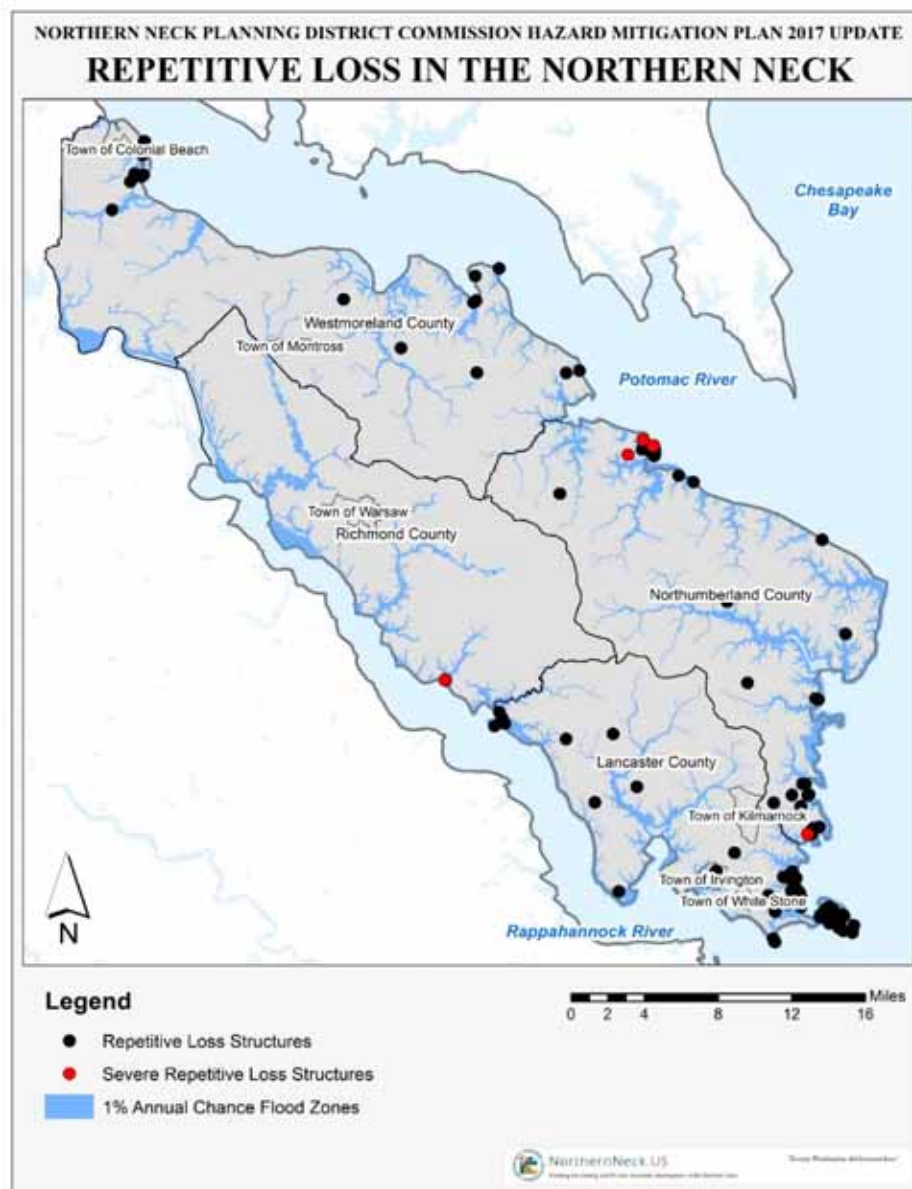 NORTHERN NECK PLANNING DISTRICT COMMISSION HAZARD MITIGATION PLAN 2017 UPDATE
REPETITIVE LOSS IN THE NORTHERN NECK
Town of Colonial Beach
Chesapeake
Bay
Westmoreland County
Town of Montross
Potomac River
Town of Warsaw
Richmond County
Northumberland County
Lancaster County
Town of Kilmarnock
Town of Irvington
Town of White Stone
Rappahannock River
N
Legend
Miles
0 2 4 8 12 16
Repetitive Loss Structures
Severe Repetitive Loss Structures
1% Annual Chance Flood Zones
NorthernNeck.US